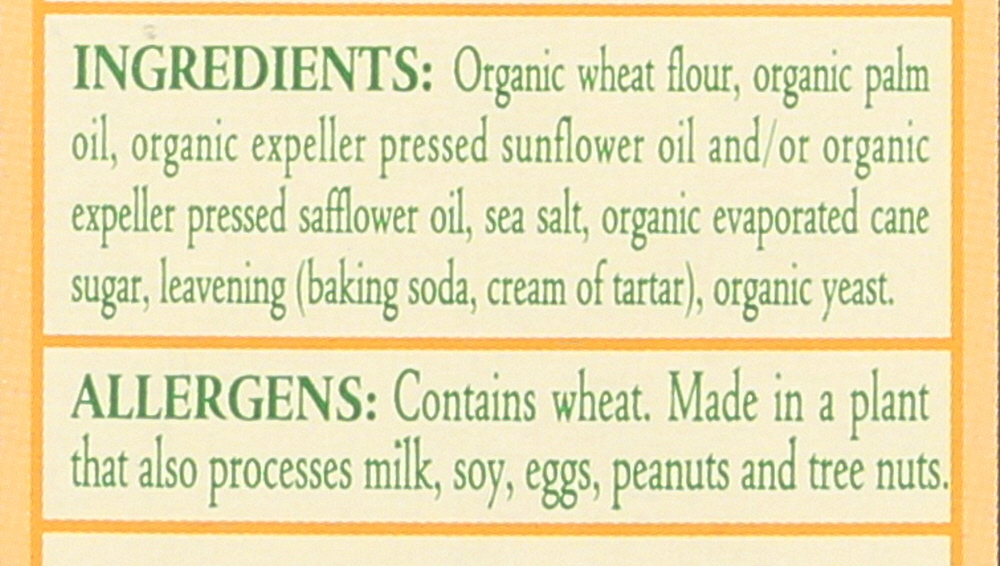 INGREDIENTS: Organic wheat flour, organic palm
oil, organic expeller pressed sunflower oil and/or organic
expeller pressed safflower oil, sea salt, organic evaporated cane
sugar, leavening (baking soda, cream of tartar), organic yeast.
ALLERGENS: Contains wheat. Made in a plant
that also processes milk, soy, eggs, peanuts and tree nuts.